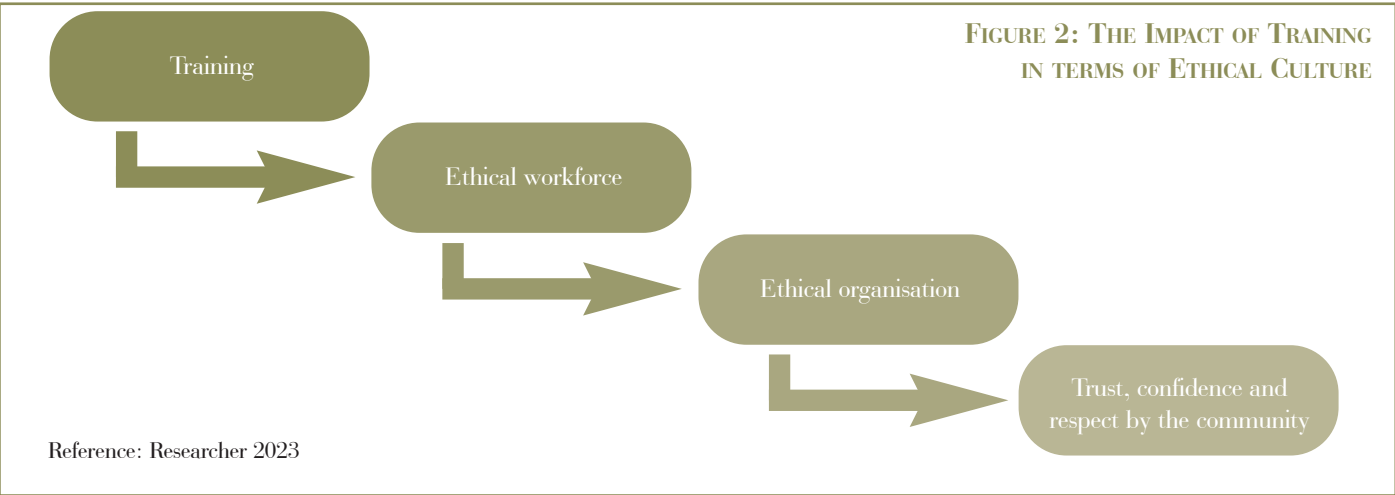 FIGURE 2: THE IMPACT OF TRAINING
IN TERMS OF ETHICAL CULTURE
Training
Ethical workforce
Ethical organisation
Trust, confidence and
respect by the community
Reference: Researcher 2023